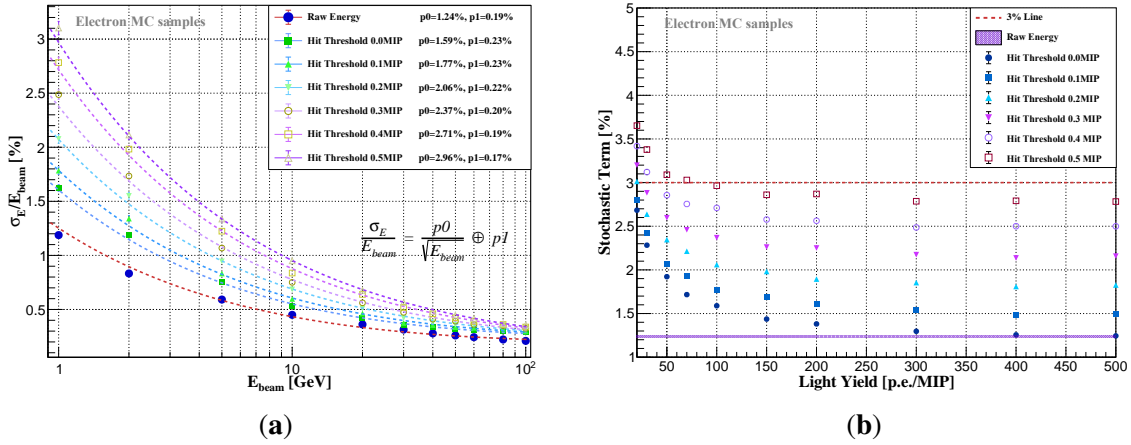 Electron MC samples
Raw Energy p0=1.24%, p1=0.19%
Hit Threshold 0.0MIP p0=1.59%, p1=0.23%
Hit Threshold 0.1MIP p0=1.77%, p1=0.23%
Hit Threshold 0.2MIP p0=2.06%, p1=0.22%
Hit Threshold 0.3MIP p0=2.37%, p1=0.20%
Hit Threshold 0.4MIP p0=2.71%, p1=0.19%
Hit Threshold 0.5MIP p0=2.96%, p1=0.17%
σE/Ebeam [%]
3
2.5
2
1.5
1
0.5
σE/Ebeam = p0/√Ebeam ⊕ p1
1 10 10²
Ebeam [GeV]
(a)
Electron MC samples
3% Line
Raw Energy
Hit Threshold 0.0MIP
Hit Threshold 0.1MIP
Hit Threshold 0.2MIP
Hit Threshold 0.3 MIP
Hit Threshold 0.4 MIP
Hit Threshold 0.5 MIP
Stochastic Term [%]
5
4.5
4
3.5
3
2.5
2
1.5
1
50 100 150 200 250 300 350 400 450 500
Light Yield [p.e./MIP]
(b)